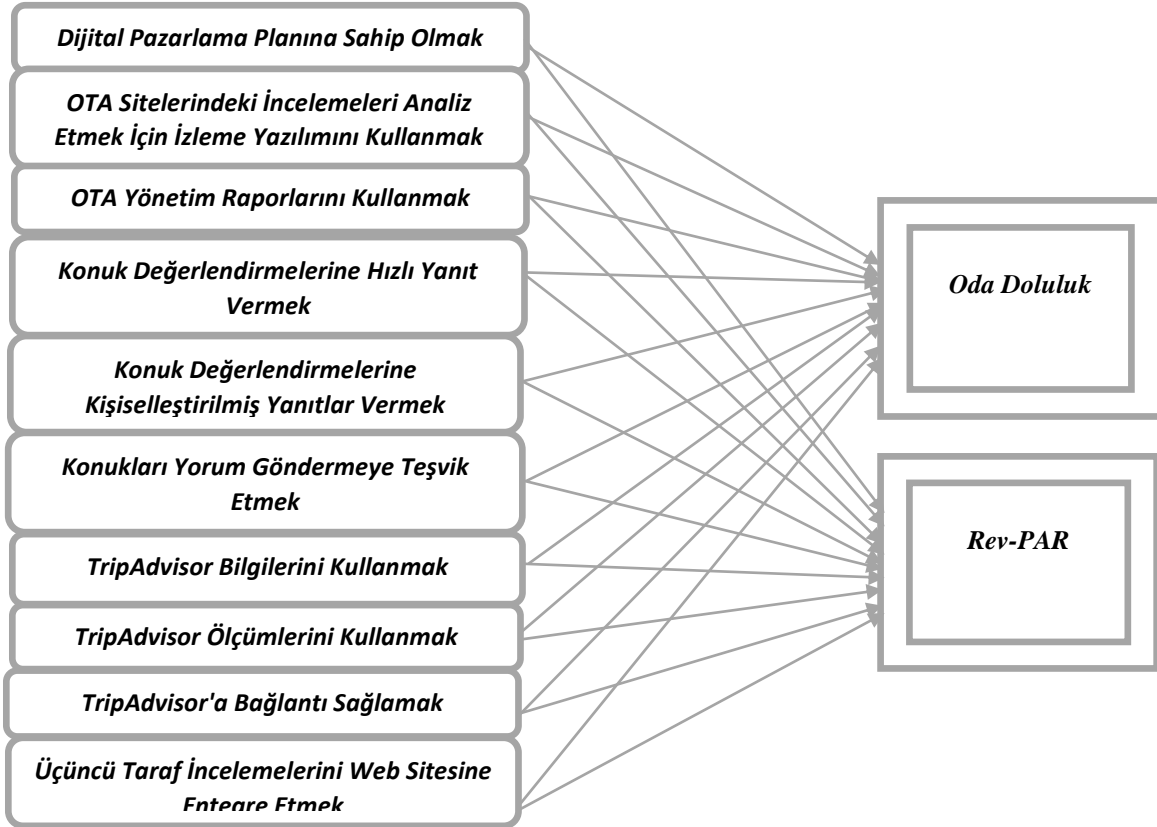 Dijital Pazarlama Planına Sahip Olmak
OTA Sitelerindeki İncelemeleri Analiz
Etmek İçin İzleme Yazılımını Kullanmak
OTA Yönetim Raporlarını Kullanmak
Konuk Değerlendirmelerine Hızlı Yanıt
Vermek
Konuk Değerlendirmelerine
Kişiselleştirilmiş Yanıtlar Vermek
Konukları Yorum Göndermeye Teşvik
Etmek
TripAdvisor Bilgilerini Kullanmak
TripAdvisor Ölçümlerini Kullanmak
TripAdvisor'a Bağlantı Sağlamak
Üçüncü Taraf İncelemelerini Web Sitesine
Entegre Etmek
Oda Doluluk
Rev-PAR